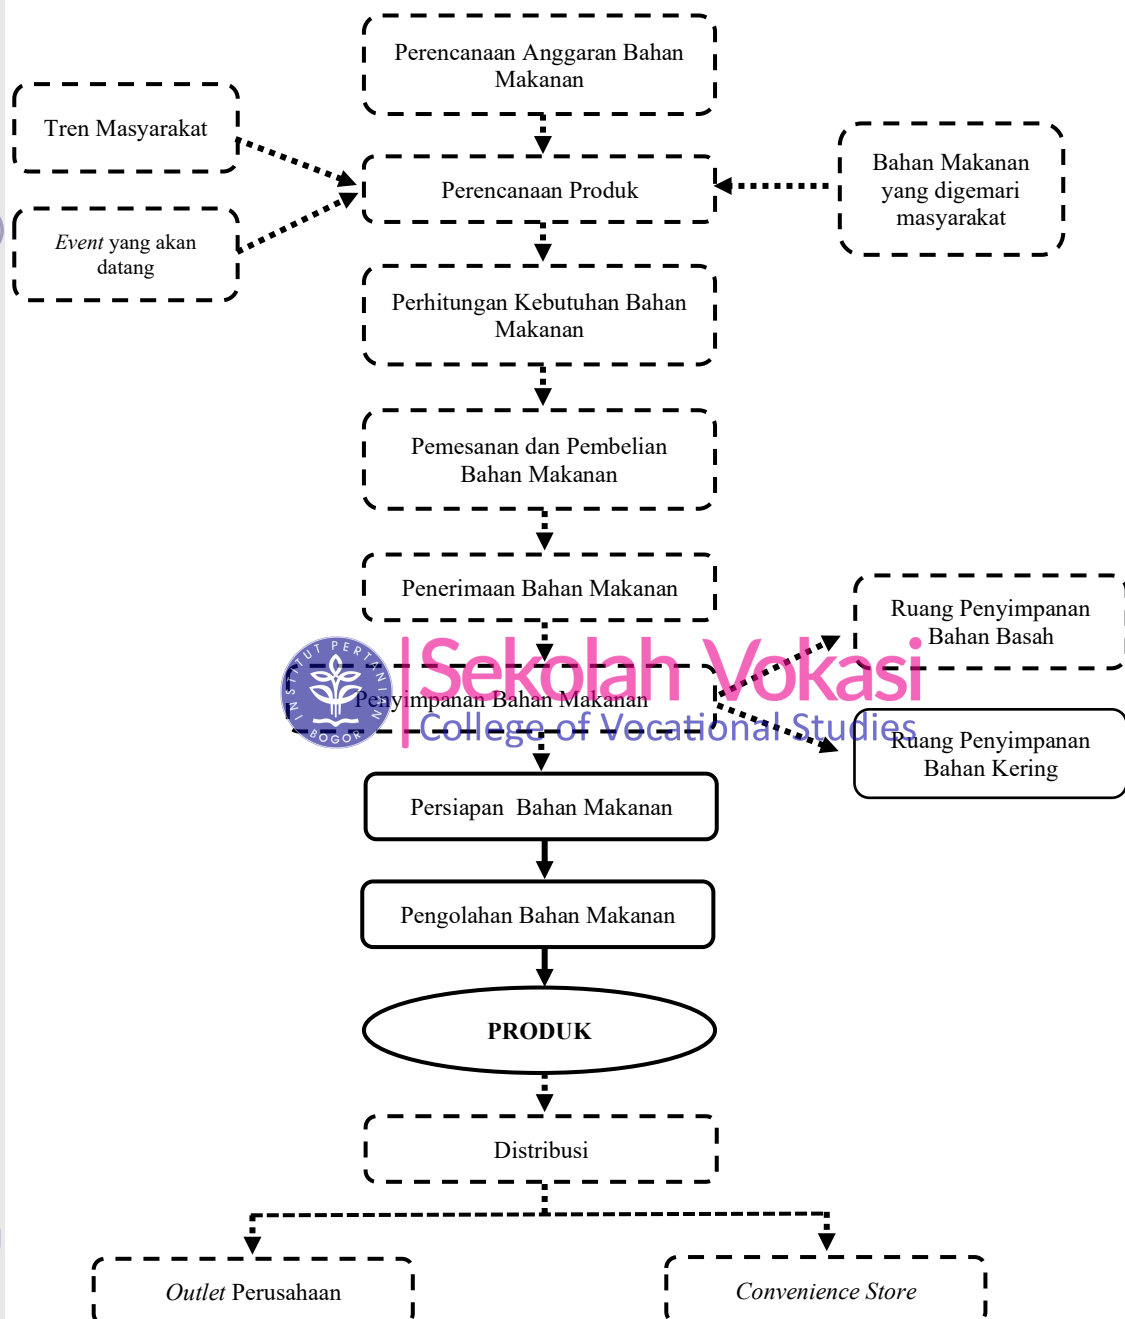 Perencanaan Anggaran Bahan
Makanan
Tren Masyarakat
Bahan Makanan
yang digemari
masyarakat
Perencanaan Produk
Event yang akan
datang
Perhitungan Kebutuhan Bahan
Makanan
Pemesanan dan Pembelian
Bahan Makanan
Penerimaan Bahan Makanan
Ruang Penyimpanan
Bahan Basah
INSTITUT PERTANIAN
BOGOR
Sekolah Vokasi
College of Vocational Studies
Penyimpanan Bahan Makanan
Ruang Penyimpanan
Bahan Kering
Persiapan Bahan Makanan
Pengolahan Bahan Makanan
PRODUK
Distribusi
Outlet Perusahaan
Convenience Store